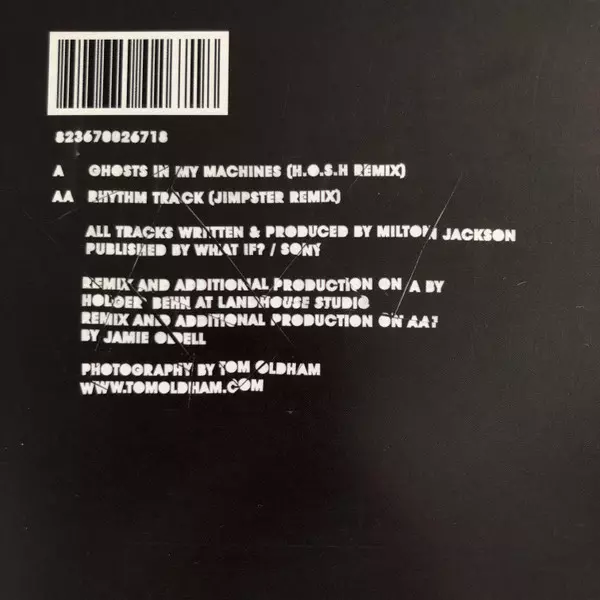 823670026718
A GHOSTS IN MY MACHINES (H.O.S.H REMIX)
AA RHYTHM TRACK (JIMPSTER REMIX)
ALL TRACKS WRITTEN & PRODUCED BY MILTON JACKSON
PUBLISHED BY WHAT IF? / SONY
REMIX AND ADDITIONAL PRODUCTION ON A BY
HOLGER BEHN AT LANDHOUSE STUDIO
REMIX AND ADDITIONAL PRODUCTION ON AA
BY JAMIE ODELL
PHOTOGRAPHY BY TOM OLDHAM
WWW.TOMOLDHAM.COM